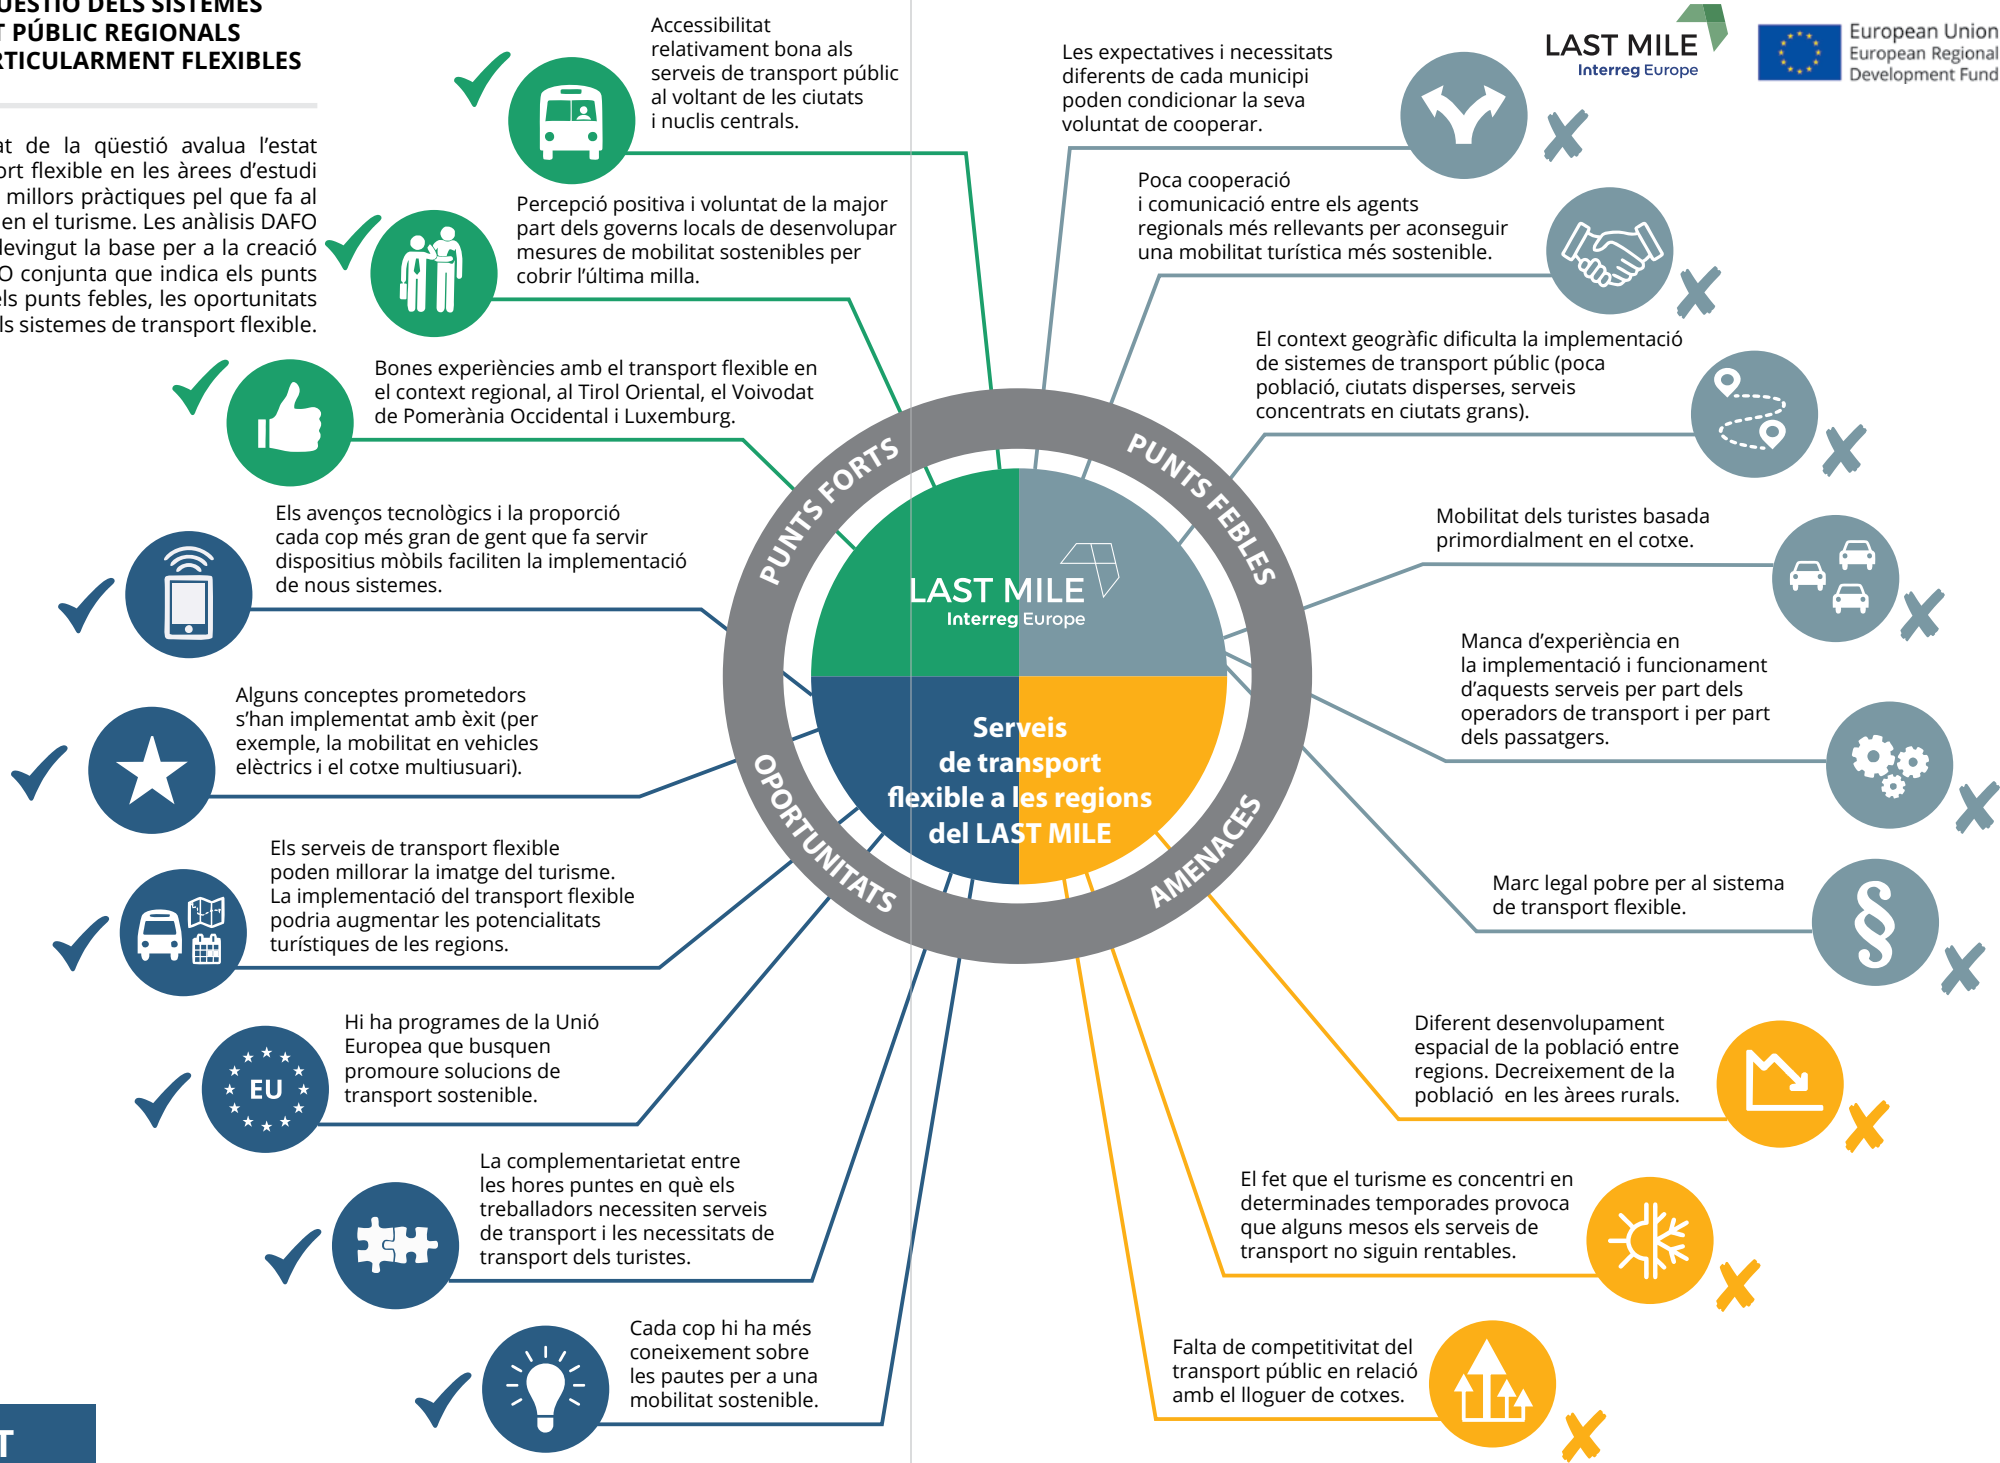 DELS SISTEMES
PÚBLIC REGIONALS
FLEXIBLES
de la qüestió avalua l’estat
flexible en les àrees d’estudi
millors pràctiques pel que fa al
en el turisme. Les anàlisis DAFO
la base per a la creació
conjunta que indica els punts
punts febles, les oportunitats
sistemes de transport flexible.
Accessibilitat
relativament bona als
serveis de transport públic
al voltant de les ciutats
i nuclis centrals.
Percepció positiva i voluntat de la major
part dels governs locals de desenvolupar
mesures de mobilitat sostenibles per
cobrir l’última milla.
Bones experiències amb el transport flexible en
el context regional, al Tirol Oriental, el Voivodat
de Pomerània Occidental i Luxemburg.
Els avenços tecnològics i la proporció
cada cop més gran de gent que fa servir
dispositius mòbils faciliten la implementació
de nous sistemes.
Alguns conceptes prometedors
s’han implementat amb èxit (per
exemple, la mobilitat en vehicles
elèctrics i el cotxe multiusuari).
Els serveis de transport flexible
poden millorar la imatge del turisme.
La implementació del transport flexible
podria augmentar les potencialitats
turístiques de les regions.
EU
Hi ha programes de la Unió
Europea que busquen
promoure solucions de
transport sostenible.
La complementarietat entre
les hores puntes en què els
treballadors necessiten serveis
de transport i les necessitats de
transport dels turistes.
Cada cop hi ha més
coneixement sobre
les pautes per a una
mobilitat sostenible.
PUNTS FORTS
PUNTS FEBLES
OPORTUNITATS
AMENACES
LAST MILE
Interreg Europe
Serveis
de transport
flexible a les regions
del LAST MILE
LAST MILE
Interreg Europe
European Union
European Regional
Development Fund
Les expectatives i necessitats
diferents de cada municipi
poden condicionar la seva
voluntat de cooperar.
Poca cooperació
i comunicació entre els agents
regionals més rellevants per aconseguir
una mobilitat turística més sostenible.
El context geogràfic dificulta la implementació
de sistemes de transport públic (poca
població, ciutats disperses, serveis
concentrats en ciutats grans).
Mobilitat dels turistes basada
primordialment en el cotxe.
Manca d’experiència en
la implementació i funcionament
d’aquests serveis per part dels
operadors de transport i per part
dels passatgers.
Marc legal pobre per al sistema
de transport flexible.
§
Diferent desenvolupament
espacial de la població entre
regions. Decreixement de la
població en les àrees rurals.
El fet que el turisme es concentri en
determinades temporades provoca
que alguns mesos els serveis de
transport no siguin rentables.
Falta de competitivitat del
transport públic en relació
amb el lloguer de cotxes.